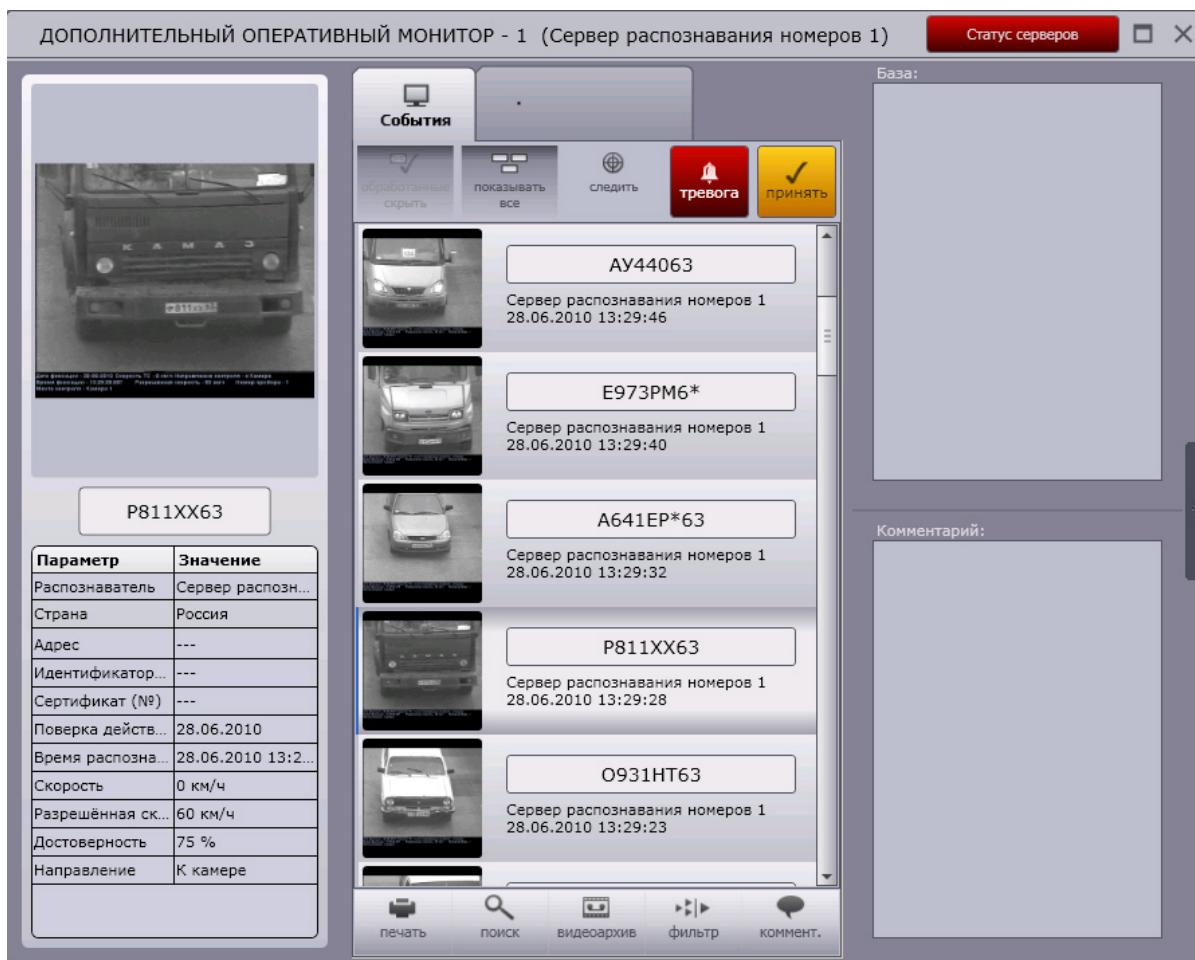 ДОПОЛНИТЕЛЬНЫЙ ОПЕРАТИВНЫЙ МОНИТОР - 1 (Сервер распознавания номеров 1)
Статус серверов
КАМАЗ
P811XX63
Параметр Значение
Распознаватель Сервер распозн...
Страна Россия
Адрес ---
Идентификатор... ---
Сертификат (№) ---
Поверка действ... 28.06.2010
Время распозна... 28.06.2010 13:2...
Скорость 0 км/ч
Разрешённая ск... 60 км/ч
Достоверность 75 %
Направление К камере
События
.
обработанные
скрыть
показывать
все
следить
тревога
принять
АУ44063
Сервер распознавания номеров 1
28.06.2010 13:29:46
Е973РМ6*
Сервер распознавания номеров 1
28.06.2010 13:29:40
А641ЕР*63
Сервер распознавания номеров 1
28.06.2010 13:29:32
Р811ХХ63
Сервер распознавания номеров 1
28.06.2010 13:29:28
О931НТ63
Сервер распознавания номеров 1
28.06.2010 13:29:23
печать
поиск
видеоархив
фильтр
коммент.
База:
Комментарий: